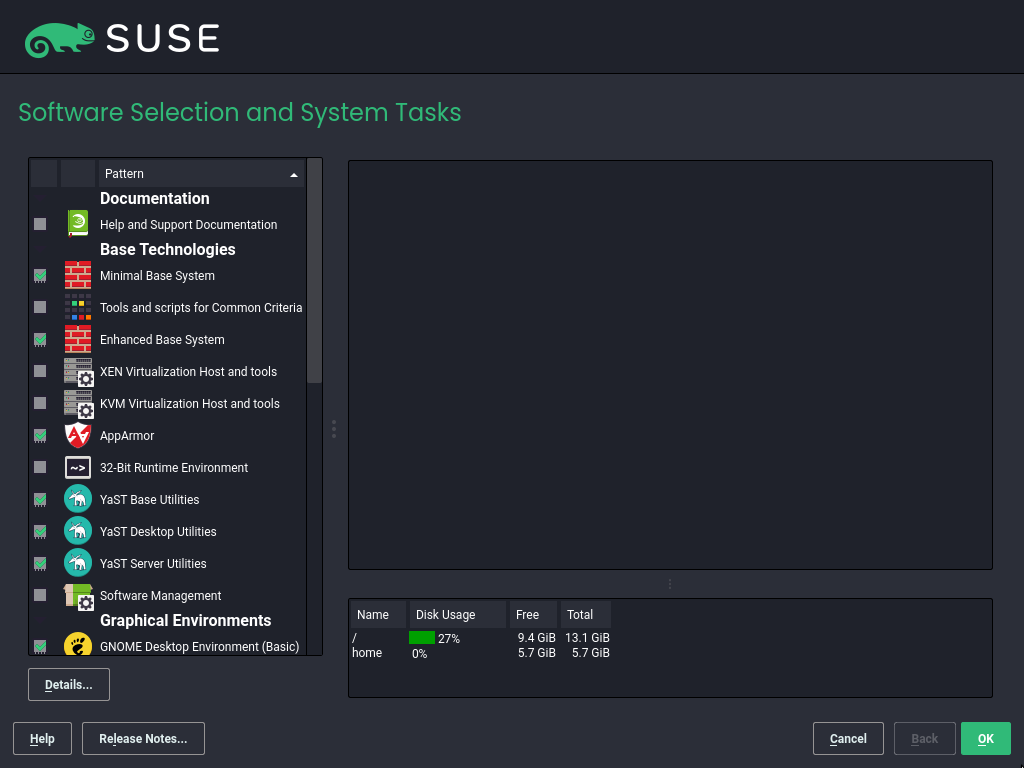 SUSE
Software Selection and System Tasks
Pattern
Documentation
Help and Support Documentation
Base Technologies
Minimal Base System
Tools and scripts for Common Criteria
Enhanced Base System
XEN Virtualization Host and tools
KVM Virtualization Host and tools
AppArmor
~>
32-Bit Runtime Environment
YaST Base Utilities
YaST Desktop Utilities
YaST Server Utilities
Software Management
Graphical Environments
GNOME Desktop Environment (Basic)
Name Disk Usage Free Total
/ 27% 9.4 GiB 13.1 GiB
home 0% 5.7 GiB 5.7 GiB
Details...
Help Release Notes... Cancel Back OK